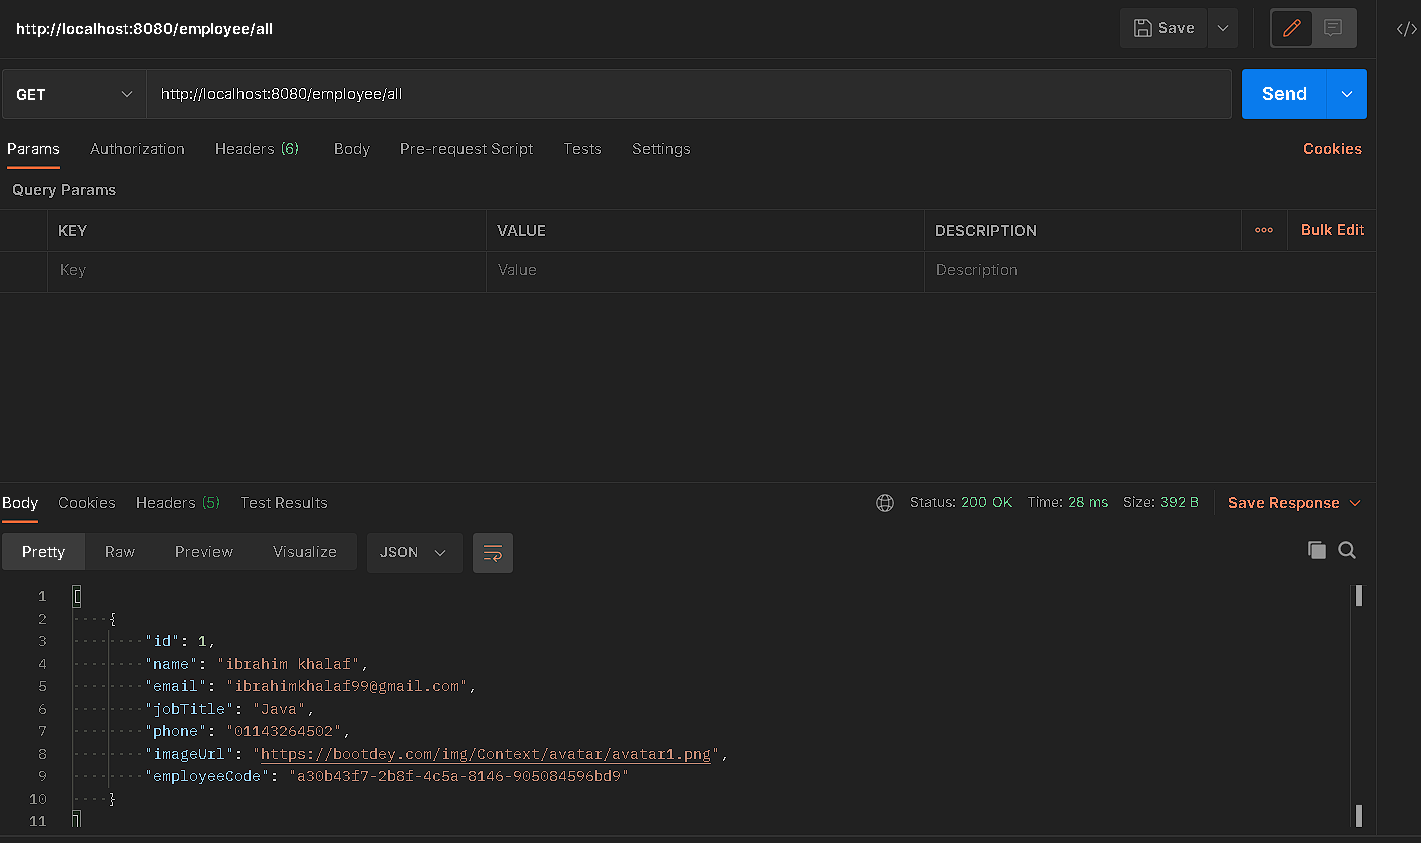 http://localhost:8080/employee/all
Save
GET
http://localhost:8080/employee/all
Send
Params Authorization Headers (6) Body Pre-request Script Tests Settings Cookies
Query Params
KEY VALUE DESCRIPTION Bulk Edit
Key Value Description
Body Cookies Headers (5) Test Results Status: 200 OK Time: 28 ms Size: 392 B Save Response
Pretty Raw Preview Visualize JSON
1 [
2 {
3 "id": 1,
4 "name": "ibrahim khalaf",
5 "email": "ibrahimkhalaf99@gmail.com",
6 "jobTitle": "Java",
7 "phone": "01143264502",
8 "imageUrl": "https://bootdey.com/img/Context/avatar/avatar1.png",
9 "employeeCode": "a30b43f7-2b8f-4c5a-8146-905084596bd9"
10 }
11 ]